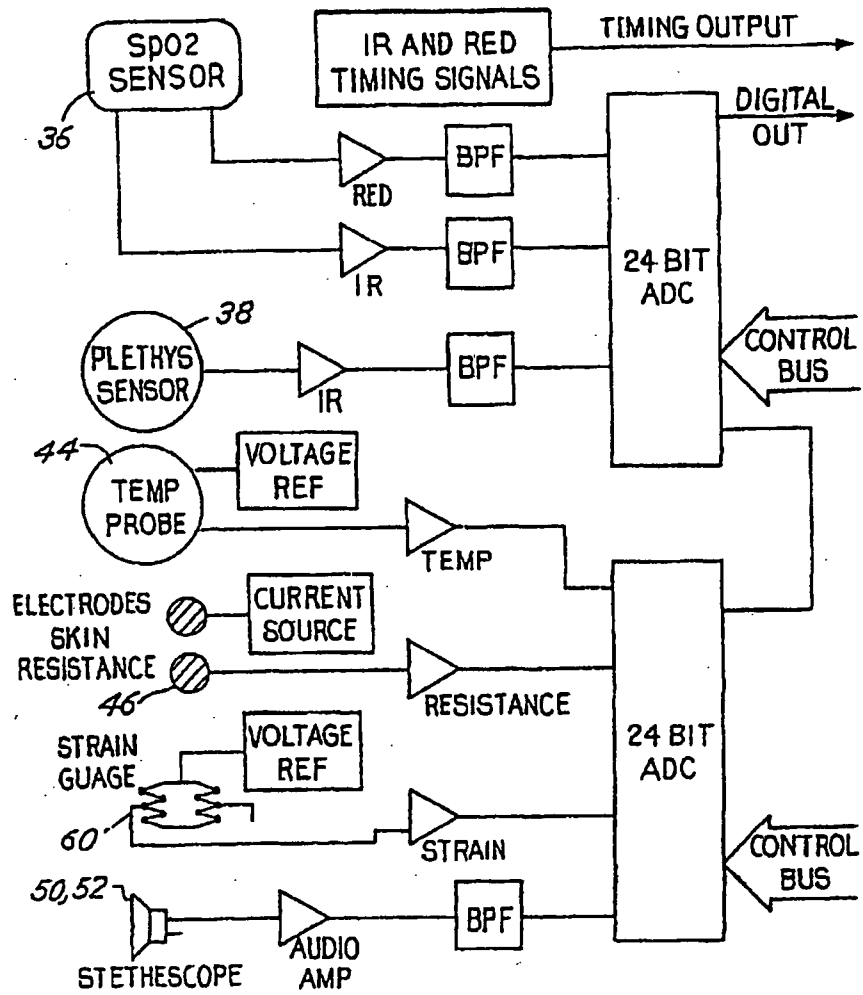 SpO2
SENSOR
36
IR AND RED
TIMING SIGNALS
TIMING OUTPUT
DIGITAL
OUT
RED
BPF
IR
BPF
24 BIT
ADC
38
PLETHYS
SENSOR
IR
BPF
CONTROL
BUS
44
TEMP
PROBE
VOLTAGE
REF
TEMP
ELECTRODES
SKIN
RESISTANCE
46
CURRENT
SOURCE
RESISTANCE
24 BIT
ADC
STRAIN
GUAGE
60
VOLTAGE
REF
STRAIN
CONTROL
BUS
50,52
STETHESCOPE
AUDIO
AMP
BPF